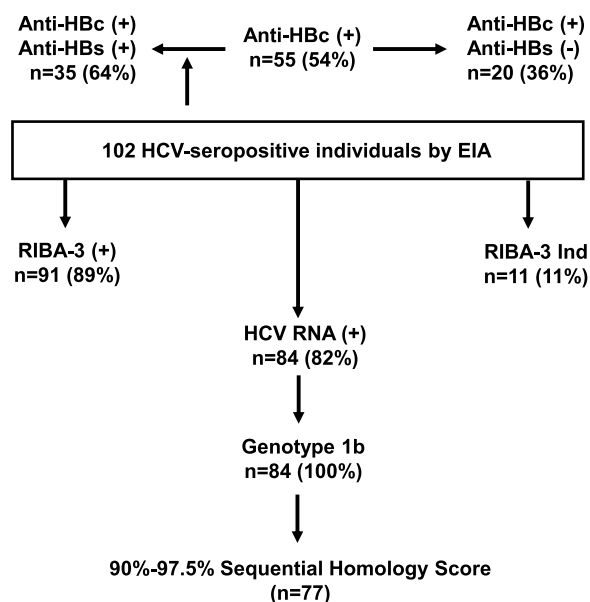 Anti-HBc (+)
Anti-HBs (+)
n=35 (64%)
Anti-HBc (+)
n=55 (54%)
Anti-HBc (+)
Anti-HBs (-)
n=20 (36%)
102 HCV-seropositive individuals by EIA
RIBA-3 (+)
n=91 (89%)
RIBA-3 Ind
n=11 (11%)
HCV RNA (+)
n=84 (82%)
Genotype 1b
n=84 (100%)
90%-97.5% Sequential Homology Score
(n=77)